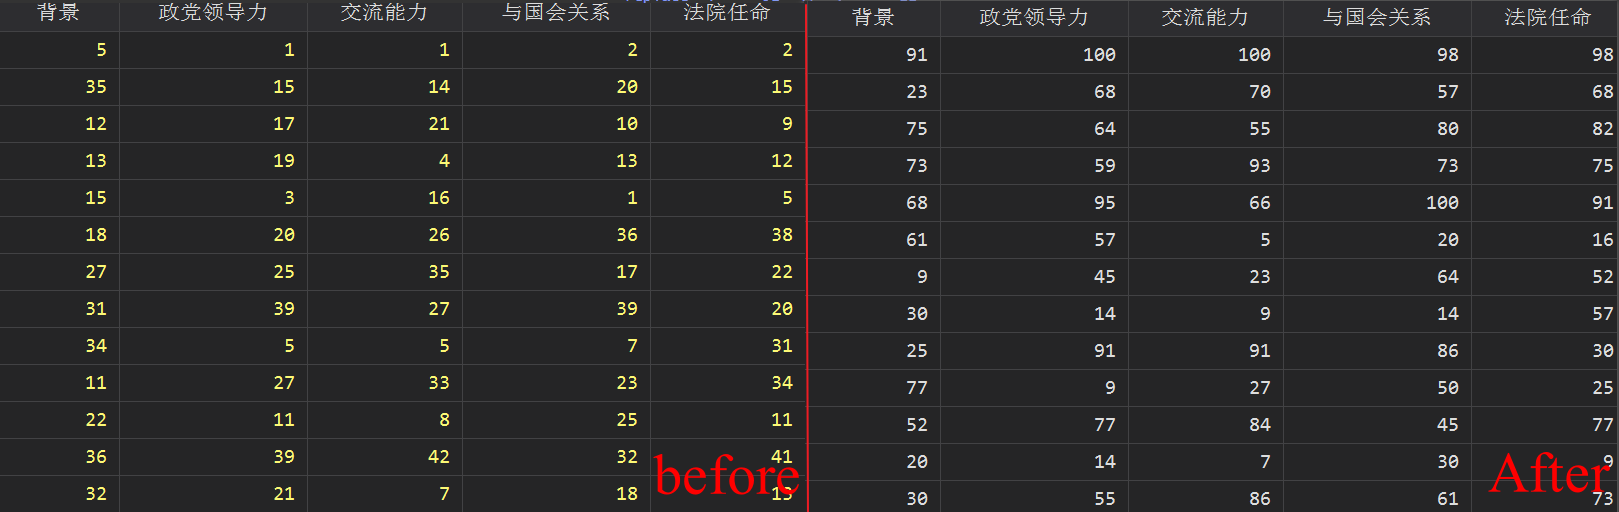 背景 政党领导力 交流能力 与国会关系 法院任命 背景 政党领导力 交流能力 与国会关系 法院任命
5 1 1 2 2 91 100 100 98 98
35 15 14 20 15 23 68 70 57 68
12 17 21 10 9 75 64 55 80 82
13 19 4 13 12 73 59 93 73 75
15 3 16 1 5 68 95 66 100 91
18 20 26 36 38 61 57 5 20 16
27 25 35 17 22 9 45 23 64 52
31 39 27 39 20 30 14 9 14 57
34 5 5 7 31 25 91 91 86 30
11 27 33 23 34 77 9 27 50 25
22 11 8 25 11 52 77 84 45 77
36 39 42 32 41 20 14 7 30 9
32 21 7 18 13 30 55 86 61 73
before After